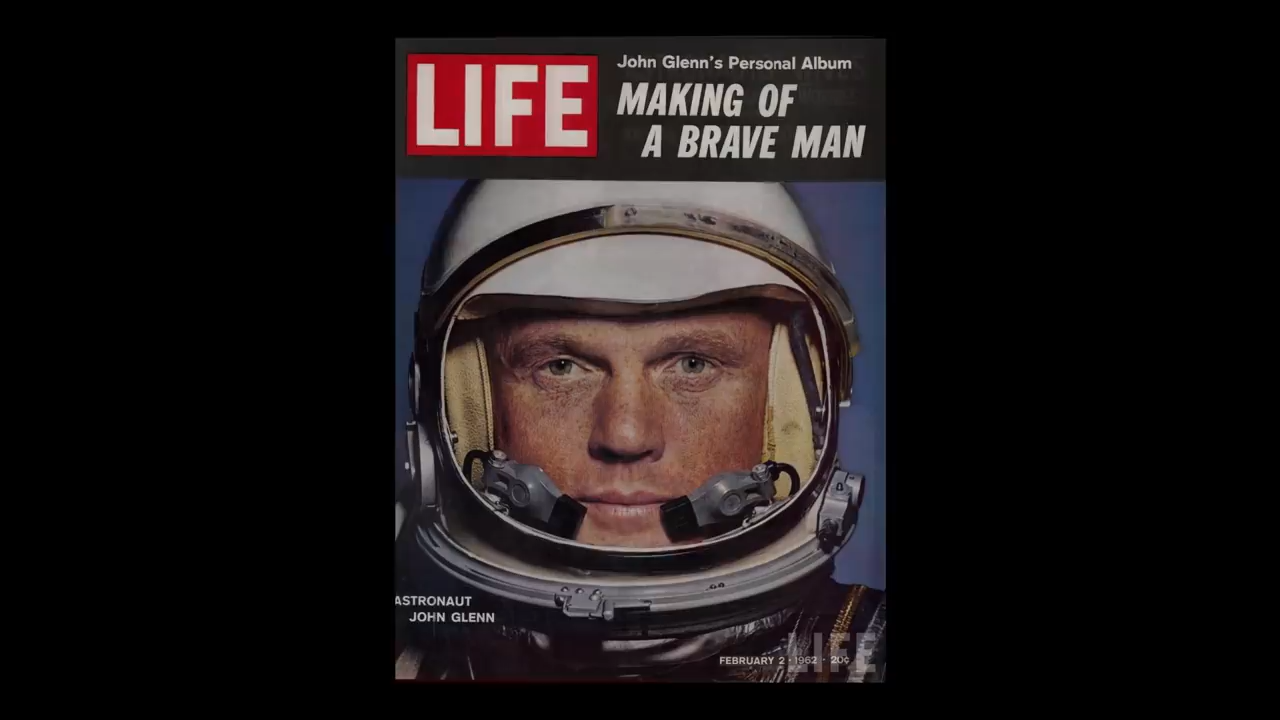 LIFE
John Glenn's Personal Album
MAKING OF
A BRAVE MAN
ASTRONAUT
JOHN GLENN
FEBRUARY 2 · 1962 · 20¢
LIFE